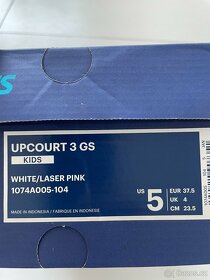 UPCOURT 3 GS
KIDS
WHITE/LASER PINK
1074A005-104
US 5
EUR 37.5
UK 4
CM 23.5
MADE IN INDONESIA / FABRIQUÉ EN INDONÉSIE